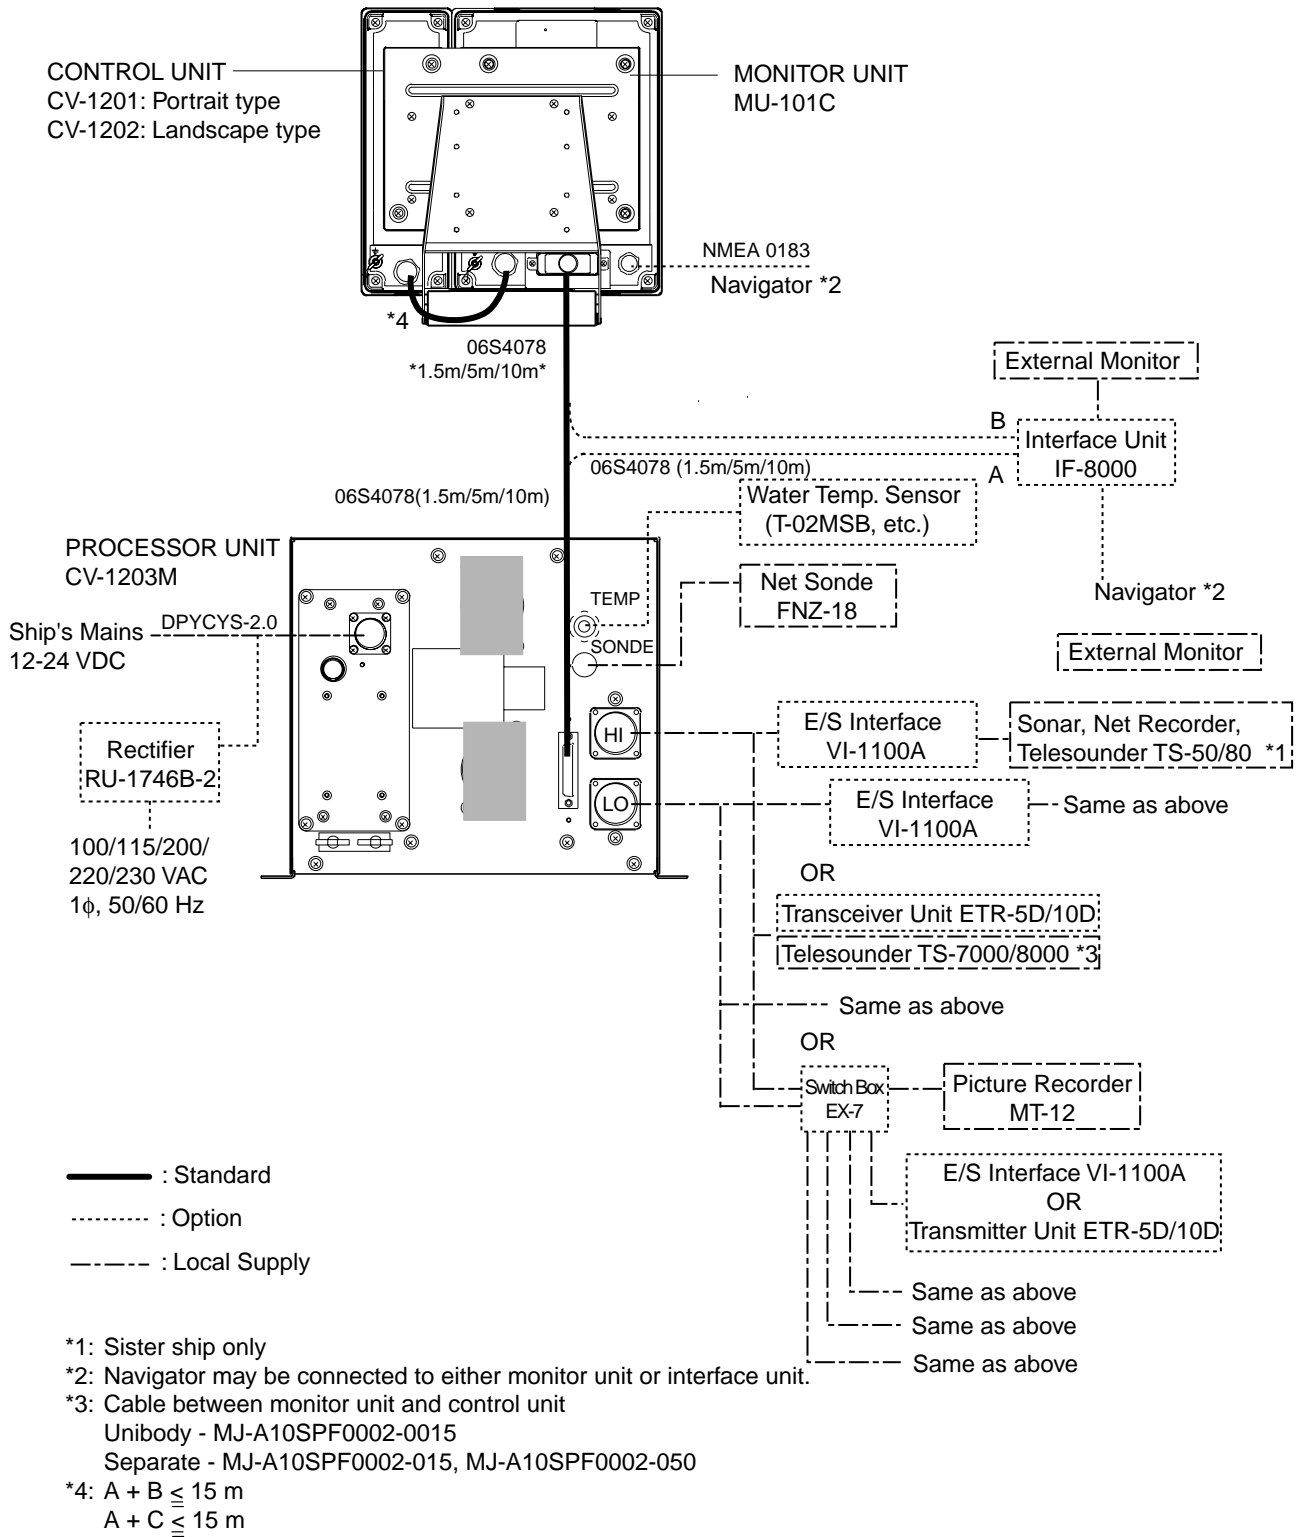 CONTROL UNIT
CV-1201: Portrait type
CV-1202: Landscape type
MONITOR UNIT
MU-101C
NMEA 0183
Navigator *2
*4
06S4078
*1.5m/5m/10m*
External Monitor
B
Interface Unit
IF-8000
06S4078 (1.5m/5m/10m)
A
06S4078(1.5m/5m/10m)
Water Temp. Sensor
(T-02MSB, etc.)
PROCESSOR UNIT
CV-1203M
Net Sonde
FNZ-18
TEMP
Navigator *2
DPYCYS-2.0
Ship's Mains
12-24 VDC
SONDE
External Monitor
E/S Interface
VI-1100A
Sonar, Net Recorder,
Telesounder TS-50/80 *1
HI
Rectifier
RU-1746B-2
LO
E/S Interface
VI-1100A
Same as above
100/115/200/
220/230 VAC
1ϕ, 50/60 Hz
OR
Transceiver Unit ETR-5D/10D
Telesounder TS-7000/8000 *3
Same as above
OR
Switch Box
EX-7
Picture Recorder
MT-12
E/S Interface VI-1100A
OR
Transmitter Unit ETR-5D/10D
: Standard
: Option
: Local Supply
Same as above
Same as above
Same as above
*1: Sister ship only
*2: Navigator may be connected to either monitor unit or interface unit.
*3: Cable between monitor unit and control unit
Unibody - MJ-A10SPF0002-0015
Separate - MJ-A10SPF0002-015, MJ-A10SPF0002-050
*4: A + B ≦ 15 m
A + C ≦ 15 m